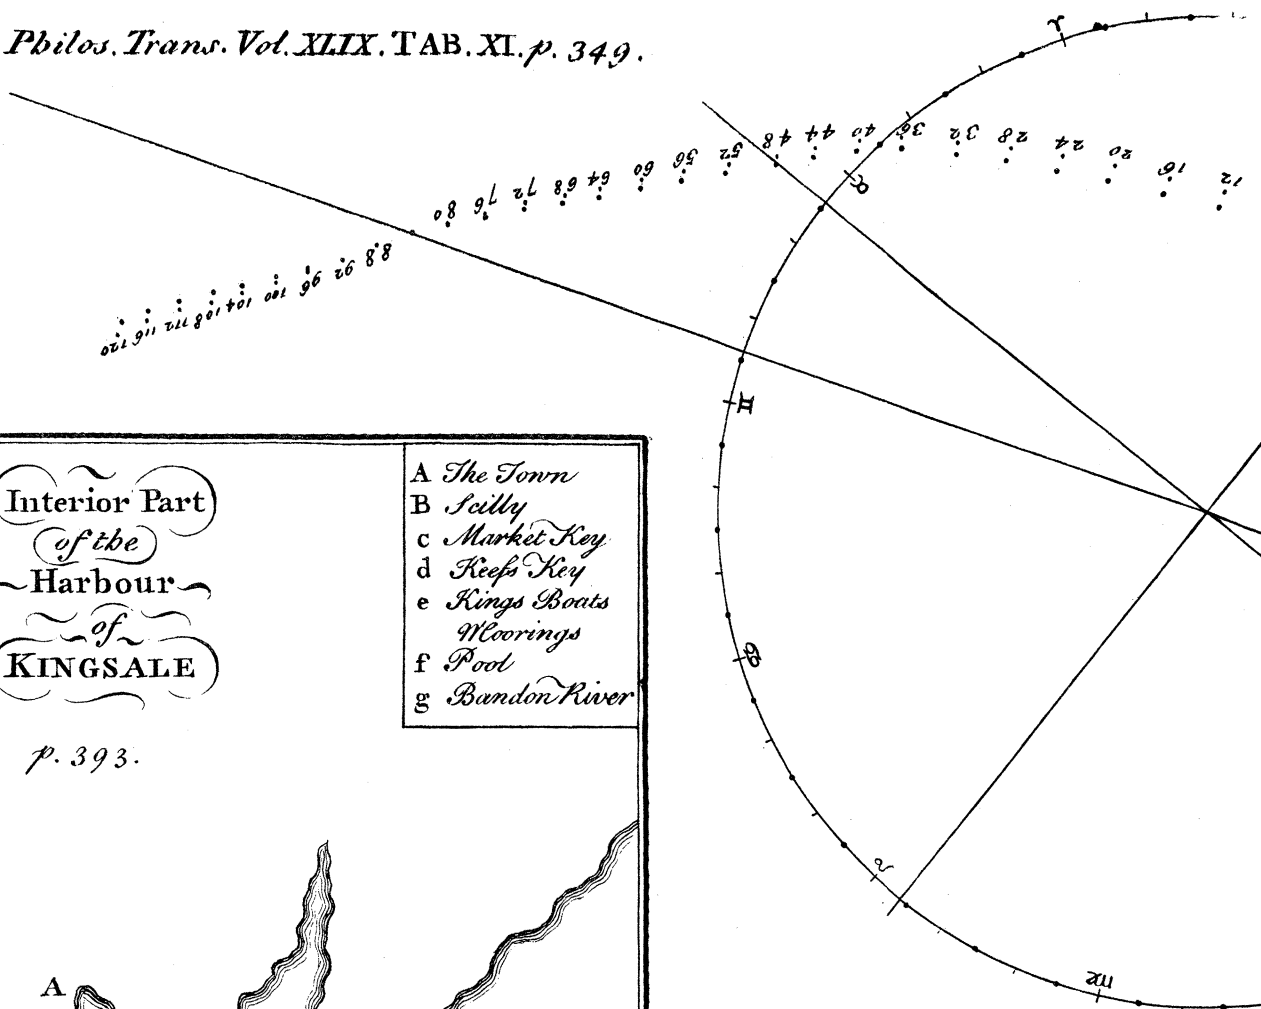 Philos. Trans. Vol. XLIX. TAB. XI. p. 349.
12
16
20
24
28
32
36
40
44
48
52
56
60
64
68
72
76
80
88
92
96
100
104
108
112
116
120
♈
♉
♊
♋
♌
♍
Interior Part
of the
Harbour
of
KINGSALE
p. 393.
A The Town
B Scilly
c Market Key
d Keeſs Key
e Kings Boats
Moorings
f Pool
g Bandon River
A